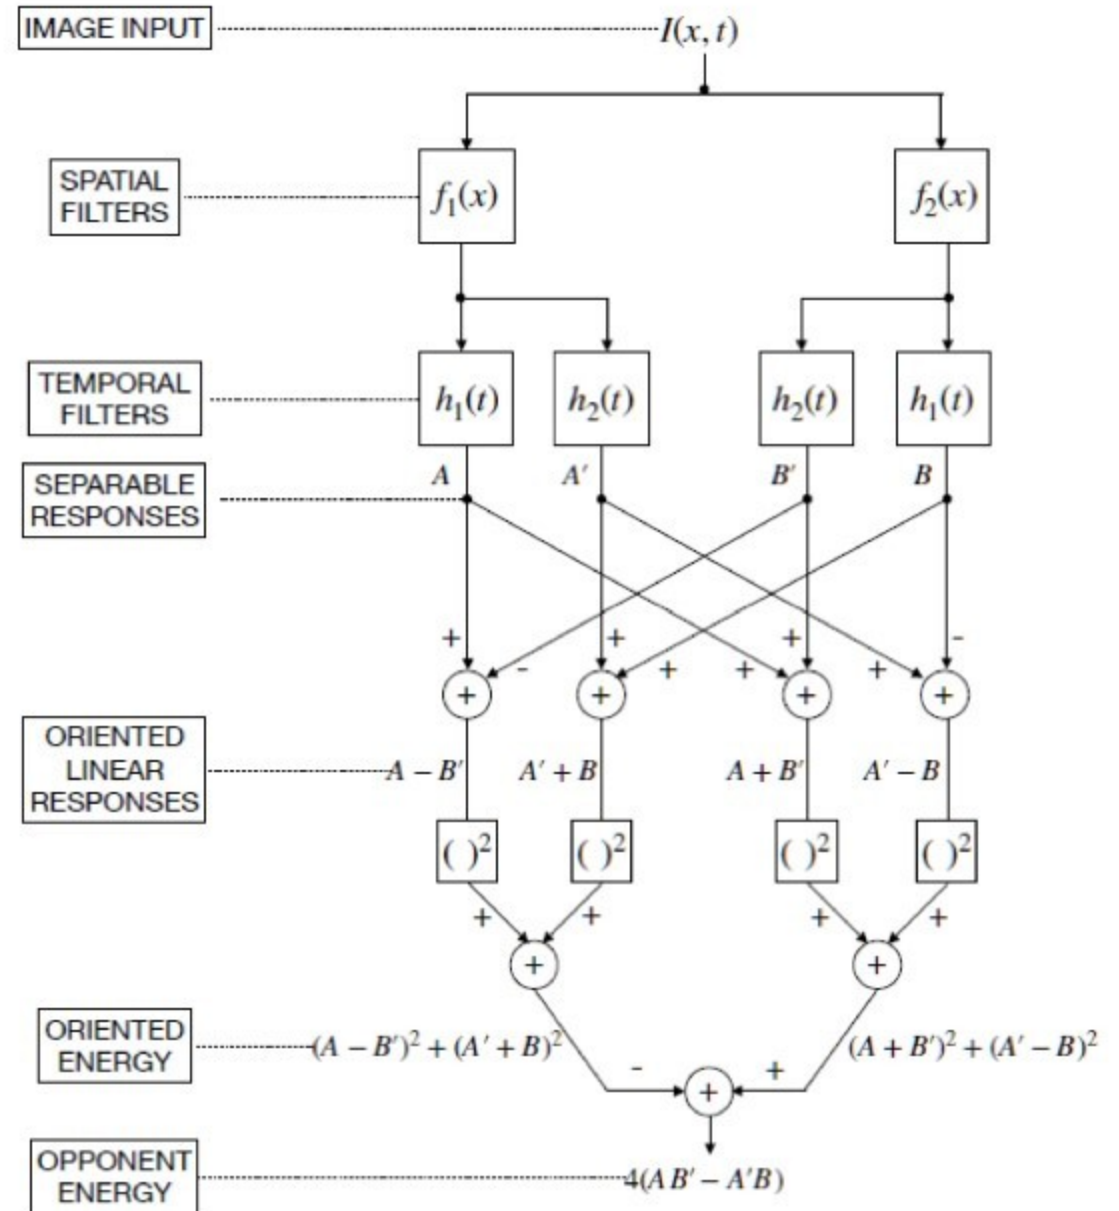 IMAGE INPUT
I(x, t)
SPATIAL
FILTERS
f₁(x)
f₂(x)
TEMPORAL
FILTERS
h₁(t)
h₂(t)
h₂(t)
h₁(t)
A
A′
B′
B
SEPARABLE
RESPONSES
+
+
+
-
-
+
+
+
+
+
+
+
ORIENTED
LINEAR
RESPONSES
A − B′
A′ + B
A + B′
A′ − B
( )²
( )²
( )²
( )²
+
+
+
+
+
+
ORIENTED
ENERGY
(A − B′)² + (A′ + B)²
(A + B′)² + (A′ − B)²
-
+
+
OPPONENT
ENERGY
4(AB′ − A′B)